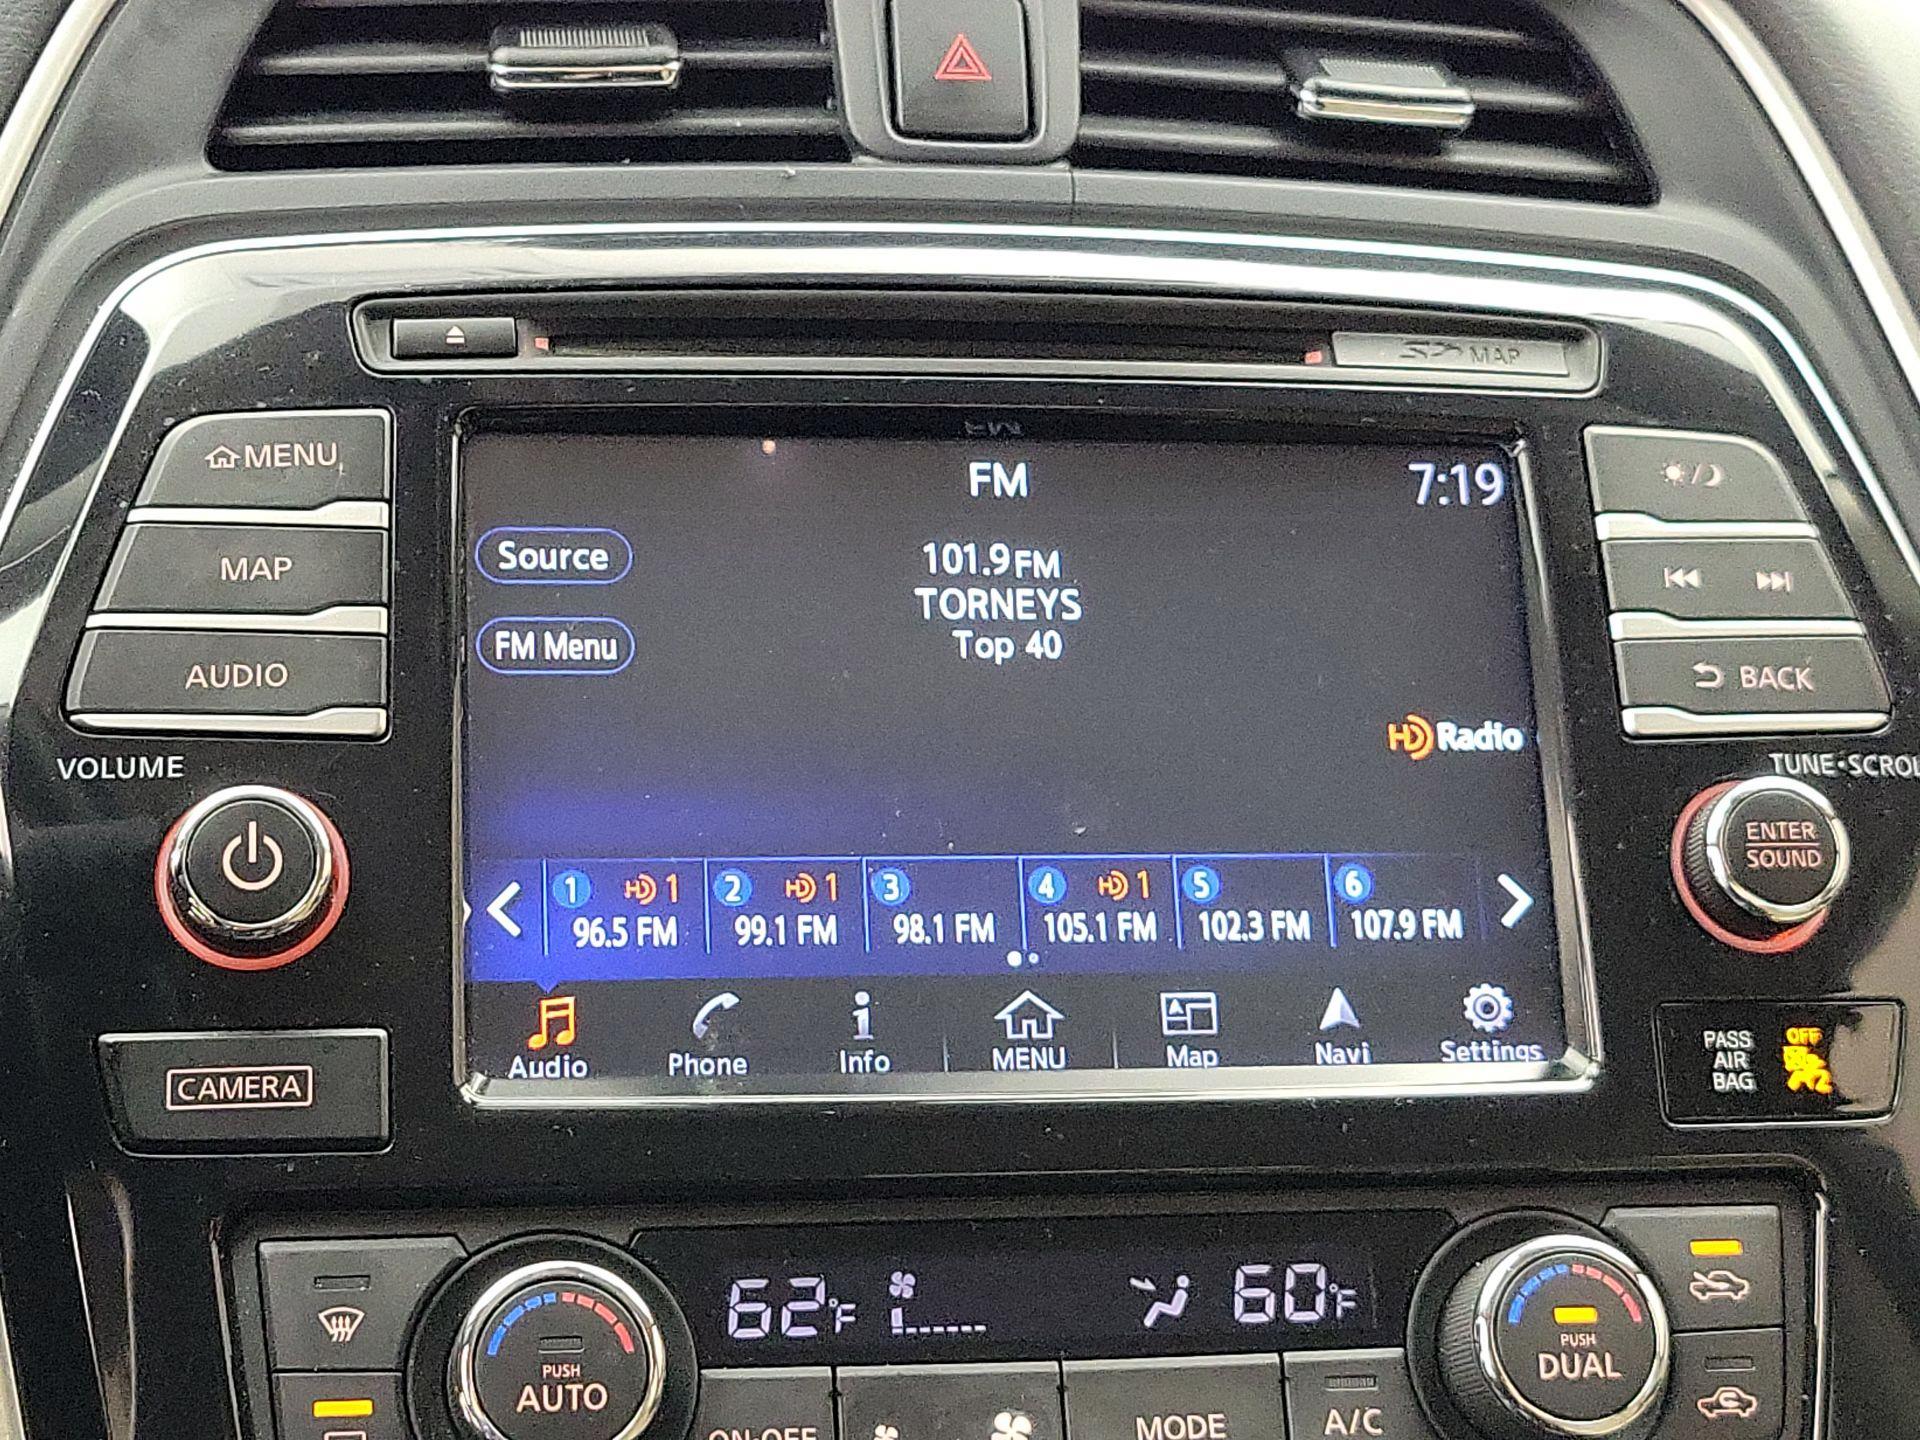 MAP
MENU
MAP
AUDIO
VOLUME
CAMERA
FM
7:19
Source
101.9 FM
TORNEYS
FM Menu
Top 40
HD Radio
1 HD 1
96.5 FM
2 HD 1
99.1 FM
3
98.1 FM
4 HD 1
105.1 FM
5
102.3 FM
6
107.9 FM
Audio
Phone
Info
MENU
Map
Navi
Settings
BACK
TUNE•SCROL
ENTER
SOUND
PASS
AIR
BAG
OFF
2
62°F
60°F
PUSH
AUTO
ON·OFF
MODE
A/C
PUSH
DUAL